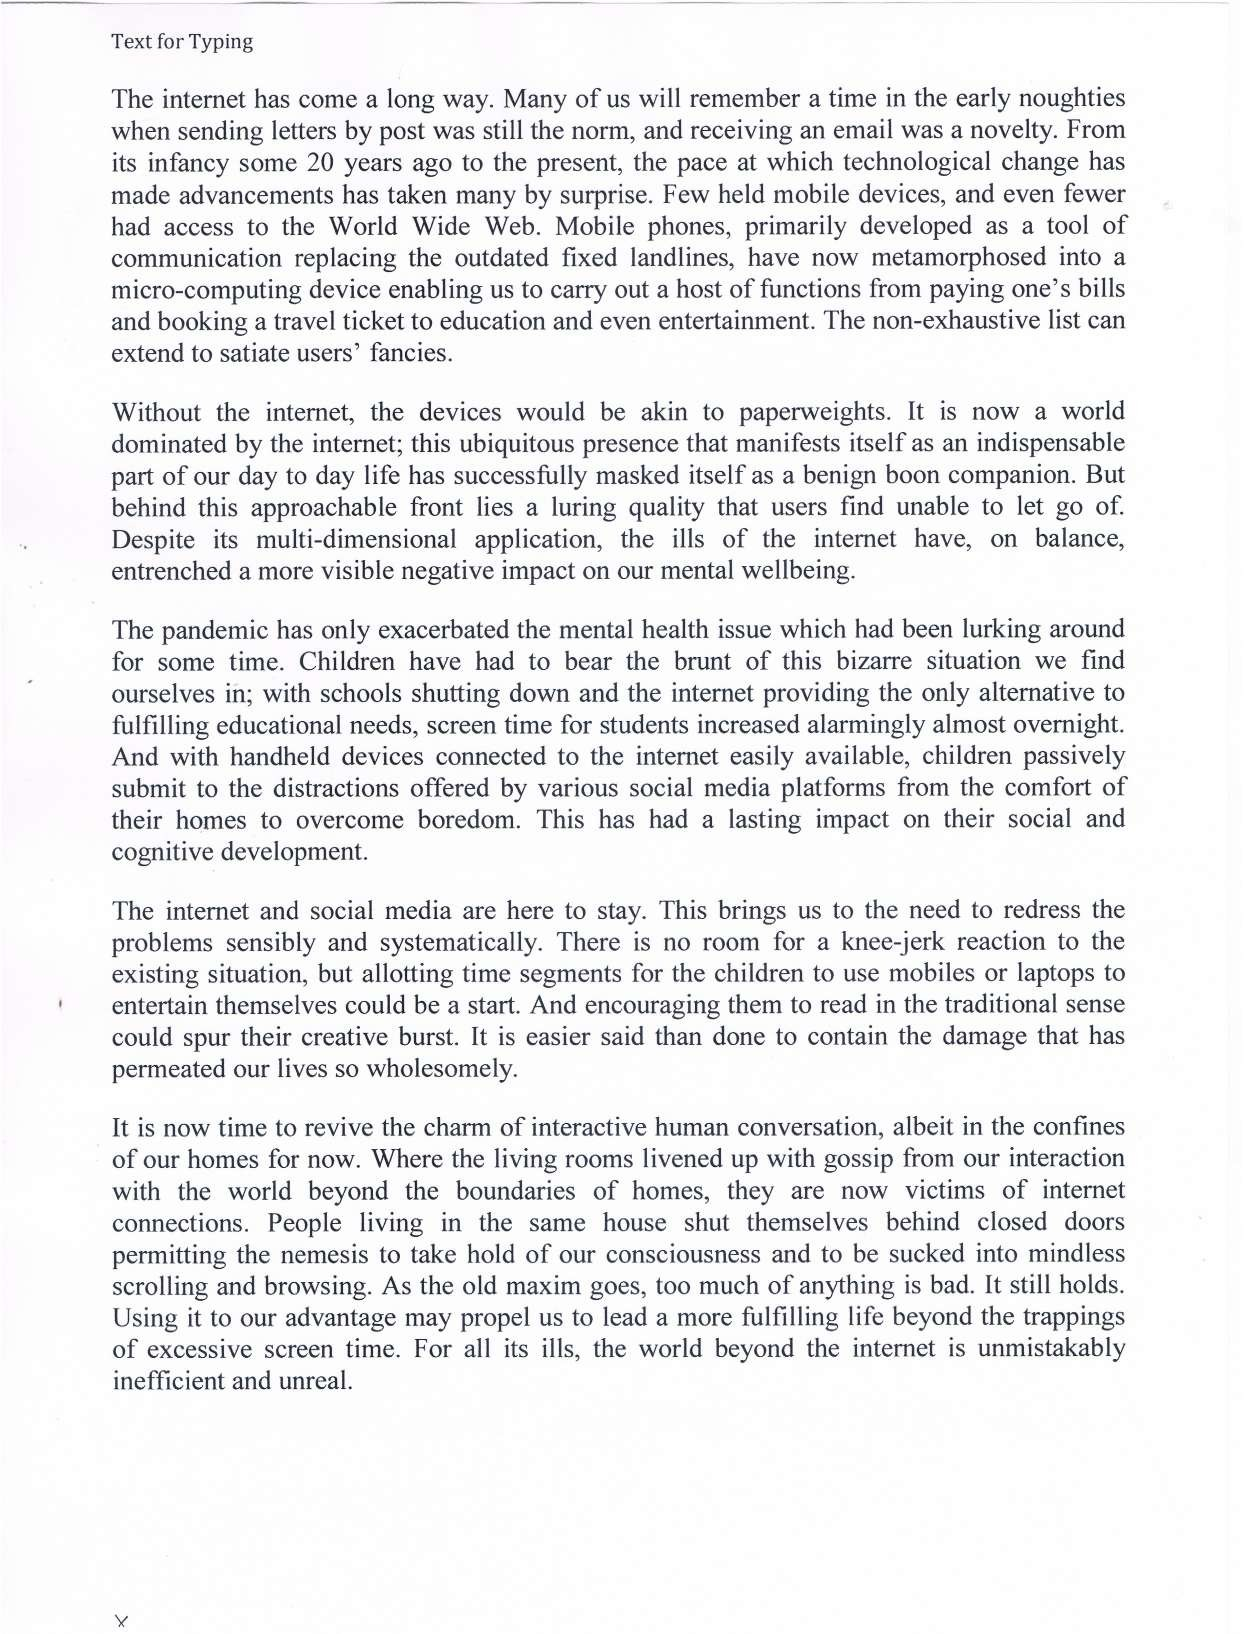 Text for Typing
The internet has come a long way. Many of us will remember a time in the early noughties
when sending letters by post was still the norm, and receiving an email was a novelty. From
its infancy some 20 years ago to the present, the pace at which technological change has
made advancements has taken many by surprise. Few held mobile devices, and even fewer
had access to the World Wide Web. Mobile phones, primarily developed as a tool of
communication replacing the outdated fixed landlines, have now metamorphosed into a
micro-computing device enabling us to carry out a host of functions from paying one's bills
and booking a travel ticket to education and even entertainment. The non-exhaustive list can
extend to satiate users' fancies.
Without the internet, the devices would be akin to paperweights. It is now a world
dominated by the internet; this ubiquitous presence that manifests itself as an indispensable
part of our day to day life has successfully masked itself as a benign boon companion. But
behind this approachable front lies a luring quality that users find unable to let go of.
Despite its multi-dimensional application, the ills of the internet have, on balance,
entrenched a more visible negative impact on our mental wellbeing.
The pandemic has only exacerbated the mental health issue which had been lurking around
for some time. Children have had to bear the brunt of this bizarre situation we find
ourselves in; with schools shutting down and the internet providing the only alternative to
fulfilling educational needs, screen time for students increased alarmingly almost overnight.
And with handheld devices connected to the internet easily available, children passively
submit to the distractions offered by various social media platforms from the comfort of
their homes to overcome boredom. This has had a lasting impact on their social and
cognitive development.
The internet and social media are here to stay. This brings us to the need to redress the
problems sensibly and systematically. There is no room for a knee-jerk reaction to the
existing situation, but allotting time segments for the children to use mobiles or laptops to
entertain themselves could be a start. And encouraging them to read in the traditional sense
could spur their creative burst. It is easier said than done to contain the damage that has
permeated our lives so wholesomely.
It is now time to revive the charm of interactive human conversation, albeit in the confines
of our homes for now. Where the living rooms livened up with gossip from our interaction
with the world beyond the boundaries of homes, they are now victims of internet
connections. People living in the same house shut themselves behind closed doors
permitting the nemesis to take hold of our consciousness and to be sucked into mindless
scrolling and browsing. As the old maxim goes, too much of anything is bad. It still holds.
Using it to our advantage may propel us to lead a more fulfilling life beyond the trappings
of excessive screen time. For all its ills, the world beyond the internet is unmistakably
inefficient and unreal.